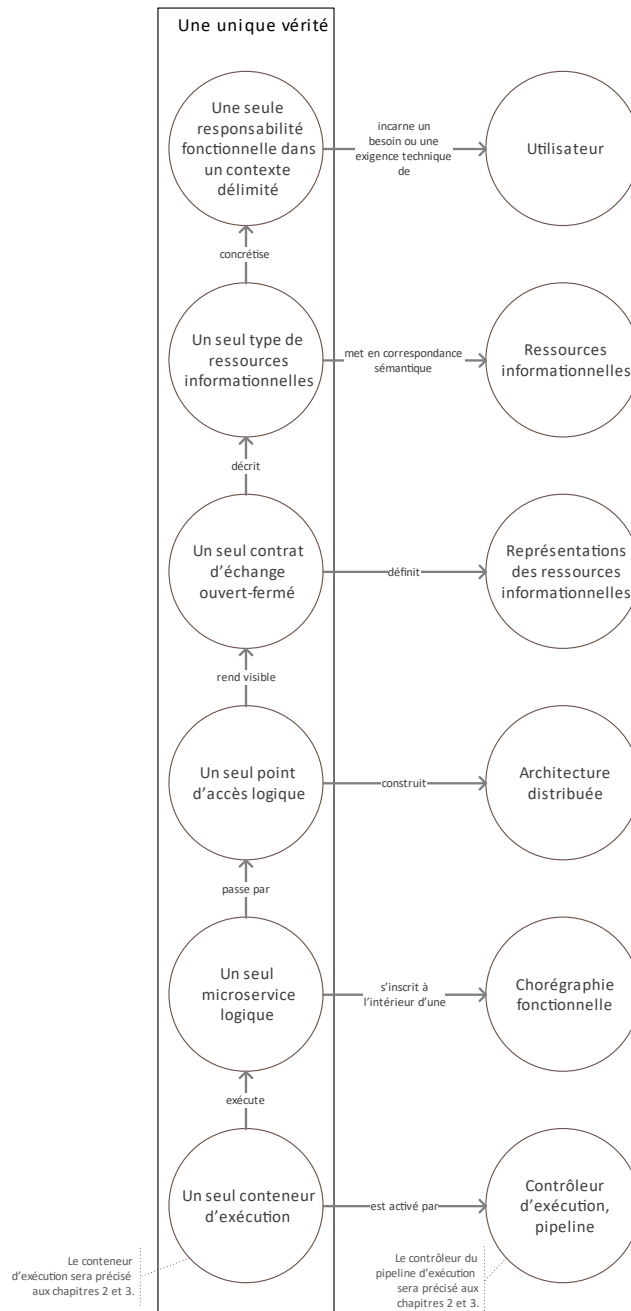 Une unique vérité
Une seule
responsabilité
fonctionnelle dans
un contexte
délimité
incarne un
besoin ou une
exigence technique
de
Utilisateur
concrétise
Un seul type de
ressources
informationnelles
met en correspondance
sémantique
Ressources
informationnelles
décrit
Un seul contrat
d’échange
ouvert-fermé
définit
Représentations
des ressources
informationnelles
rend visible
Un seul point
d’accès logique
construit
Architecture
distribuée
passe par
Un seul
microservice
logique
s’inscrit à
l’intérieur d’une
Chorégraphie
fonctionnelle
exécute
Un seul conteneur
d’exécution
est activé par
Contrôleur
d’exécution,
pipeline
Le conteneur
d’exécution sera précisé
aux chapitres 2 et 3.
Le contrôleur du
pipeline d’exécution
sera précisé aux
chapitres 2 et 3.